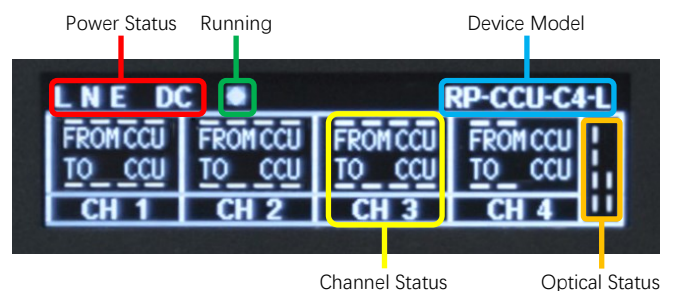 Power Status Running Device Model
L N E DC RP-CCU-C4-L
FROM CCU FROM CCU FROM CCU FROM CCU
TO CCU TO CCU TO CCU TO CCU
CH 1 CH 2 CH 3 CH 4
Channel Status Optical Status